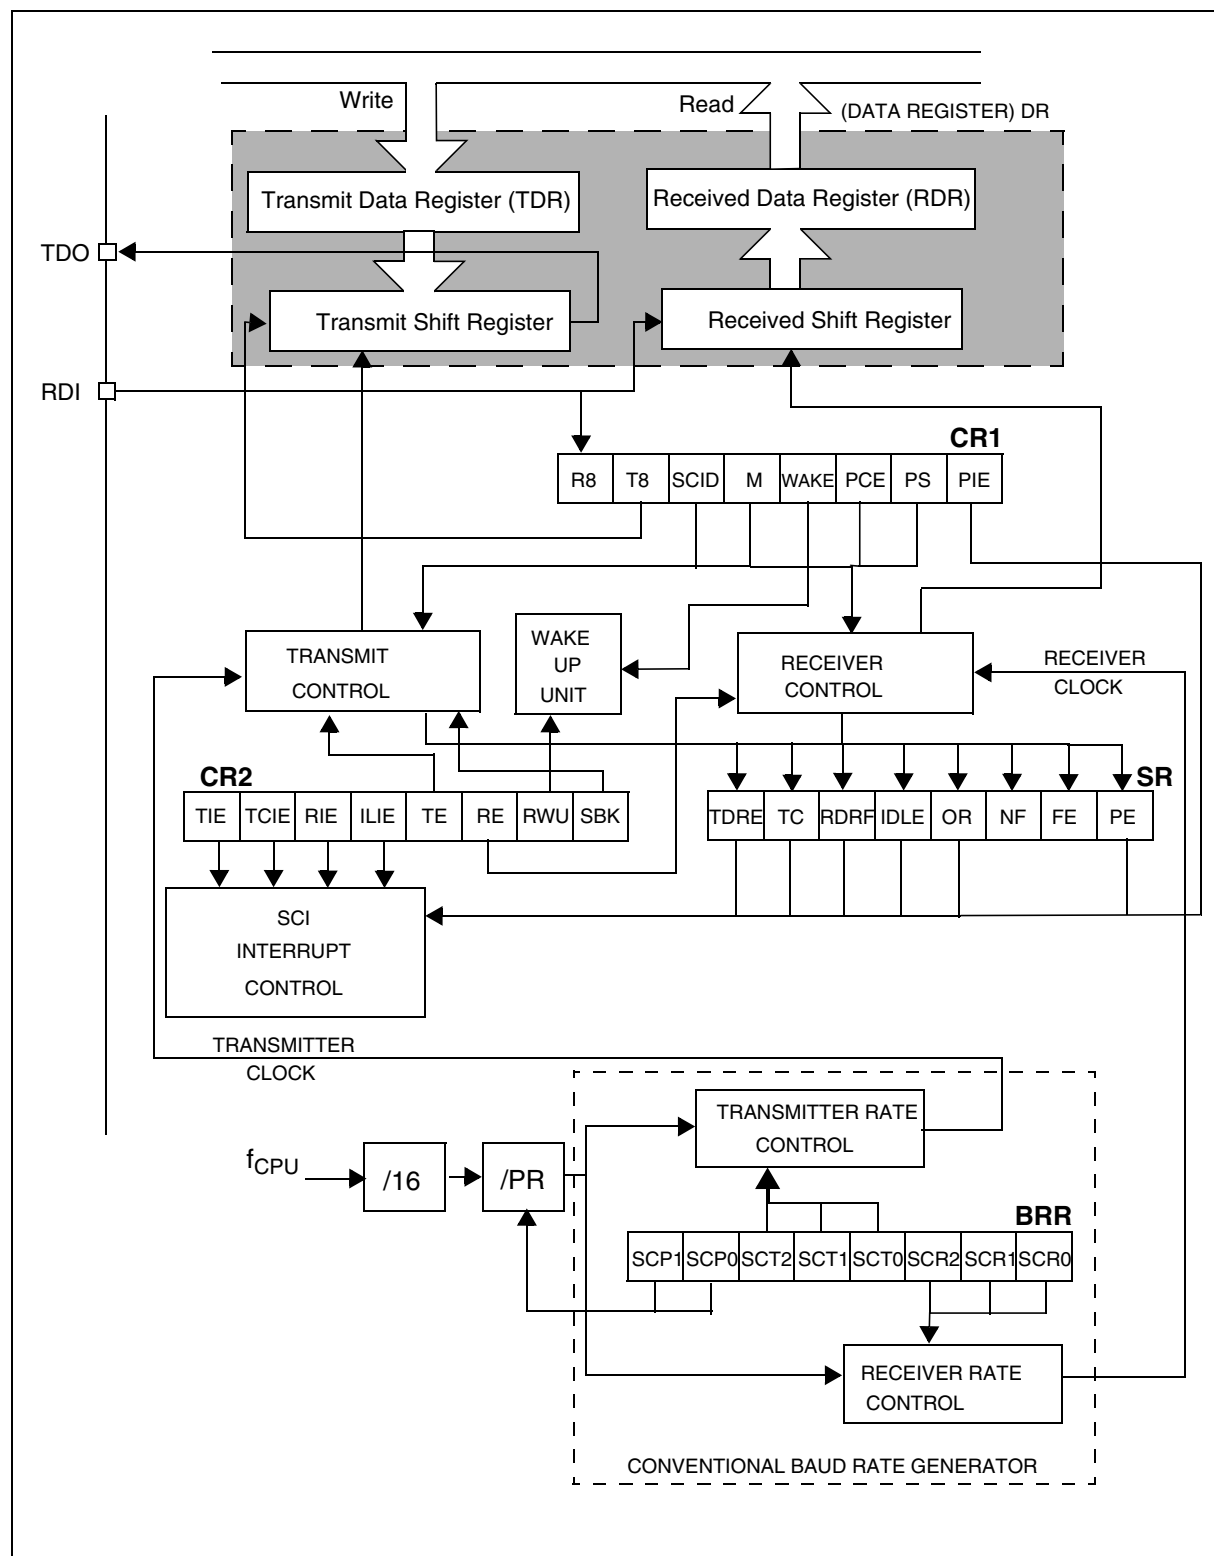 Write
Read
(DATA REGISTER) DR
Transmit Data Register (TDR)
Received Data Register (RDR)
TDO
Transmit Shift Register
Received Shift Register
RDI
CR1
R8 T8 SCID M WAKE PCE PS PIE
TRANSMIT
CONTROL
WAKE
UP
UNIT
RECEIVER
CONTROL
RECEIVER
CLOCK
CR2
TIE TCIE RIE ILIE TE RE RWU SBK
SR
TDRE TC RDRF IDLE OR NF FE PE
SCI
INTERRUPT
CONTROL
TRANSMITTER
CLOCK
TRANSMITTER RATE
CONTROL
fCPU
/16
/PR
BRR
SCP1 SCP0 SCT2 SCT1 SCT0 SCR2 SCR1 SCR0
RECEIVER RATE
CONTROL
CONVENTIONAL BAUD RATE GENERATOR